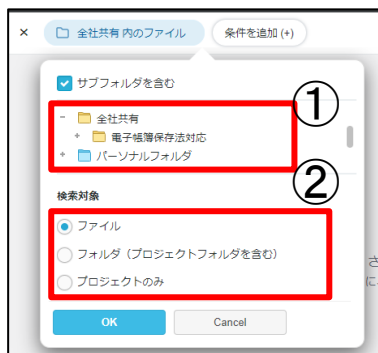 × 全社共有 内のファイル 条件を追加 (+)
サブフォルダを含む
①
- 全社共有
+ 電子帳簿保存法対応
+ パーソナルフォルダ
②
検索対象
ファイル
フォルダ（プロジェクトフォルダを含む）
さ
プロジェクトのみ
に
OK Cancel